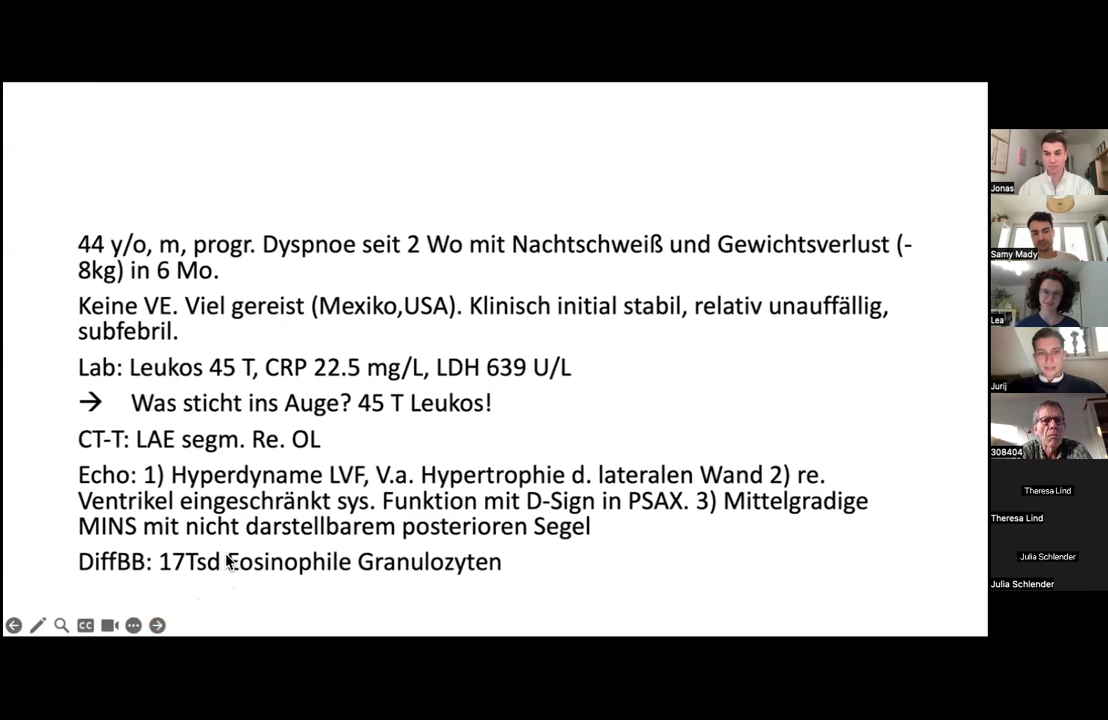 44 y/o, m, progr. Dyspnoe seit 2 Wo mit Nachtschweiß und Gewichtsverlust (-
8kg) in 6 Mo.
Keine VE. Viel gereist (Mexiko,USA). Klinisch initial stabil, relativ unauffällig,
subfebril.
Lab: Leukos 45 T, CRP 22.5 mg/L, LDH 639 U/L
→ Was sticht ins Auge? 45 T Leukos!
CT-T: LAE segm. Re. OL
Echo: 1) Hyperdyname LVF, V.a. Hypertrophie d. lateralen Wand 2) re.
Ventrikel eingeschränkt sys. Funktion mit D-Sign in PSAX. 3) Mittelgradige
MINS mit nicht darstellbarem posterioren Segel
DiffBB: 17Tsd Eosinophile Granulozyten
CC
Jonas
Samy Mady
Lea
Jurij
308404
Theresa Lind
Theresa Lind
Julia Schlender
Julia Schlender